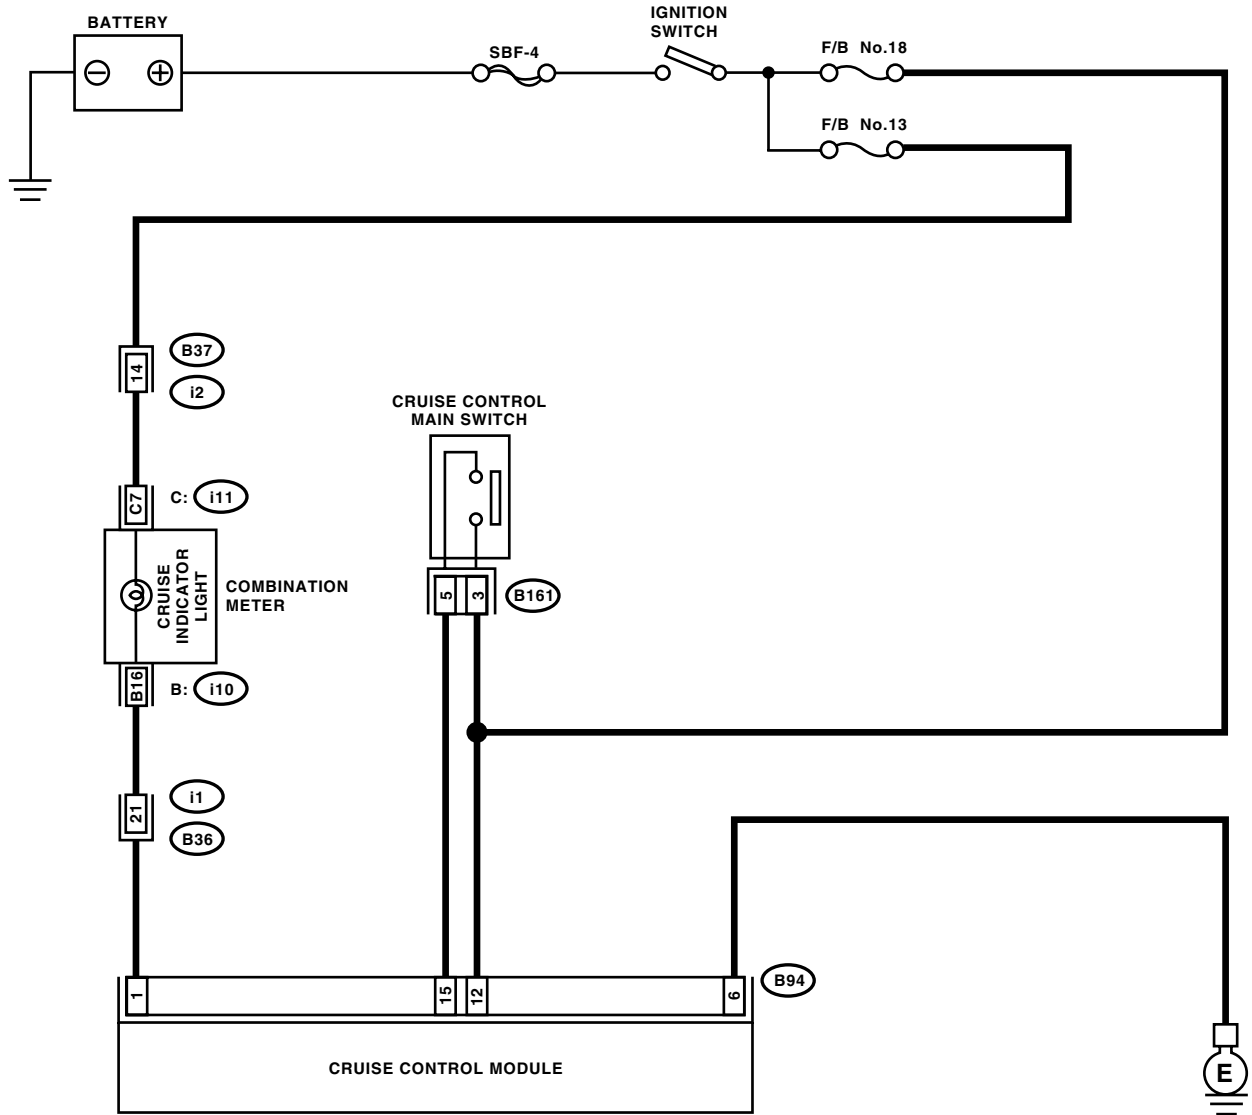 BATTERY
IGNITION
SWITCH
SBF-4
F/B No.18
F/B No.13
B37
14
i2
CRUISE CONTROL
MAIN SWITCH
C7
C: i11
CRUISE
INDICATOR
LIGHT
COMBINATION
METER
5
3
B161
B16
B: i10
i1
21
B36
1
15
12
6
B94
CRUISE CONTROL MODULE
E